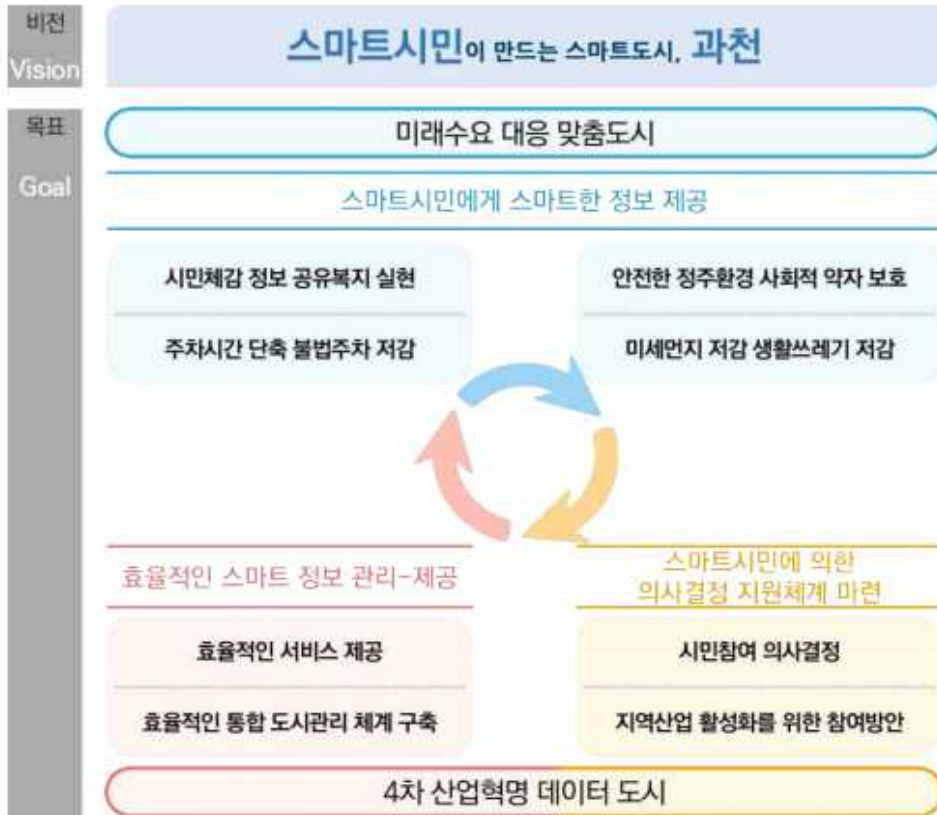 비전
Vision
스마트시민이 만드는 스마트도시, 과천
목표
Goal
미래수요 대응 맞춤도시
스마트시민에게 스마트한 정보 제공
시민체감 정보 공유복지 실현
주차시간 단축 불법주차 저감
안전한 정주환경 사회적 약자 보호
미세먼지 저감 생활쓰레기 저감
효율적인 스마트 정보 관리-제공
효율적인 서비스 제공
효율적인 통합 도시관리 체계 구축
스마트시민에 의한
의사결정 지원체계 마련
시민참여 의사결정
지역산업 활성화를 위한 참여방안
4차 산업혁명 데이터 도시